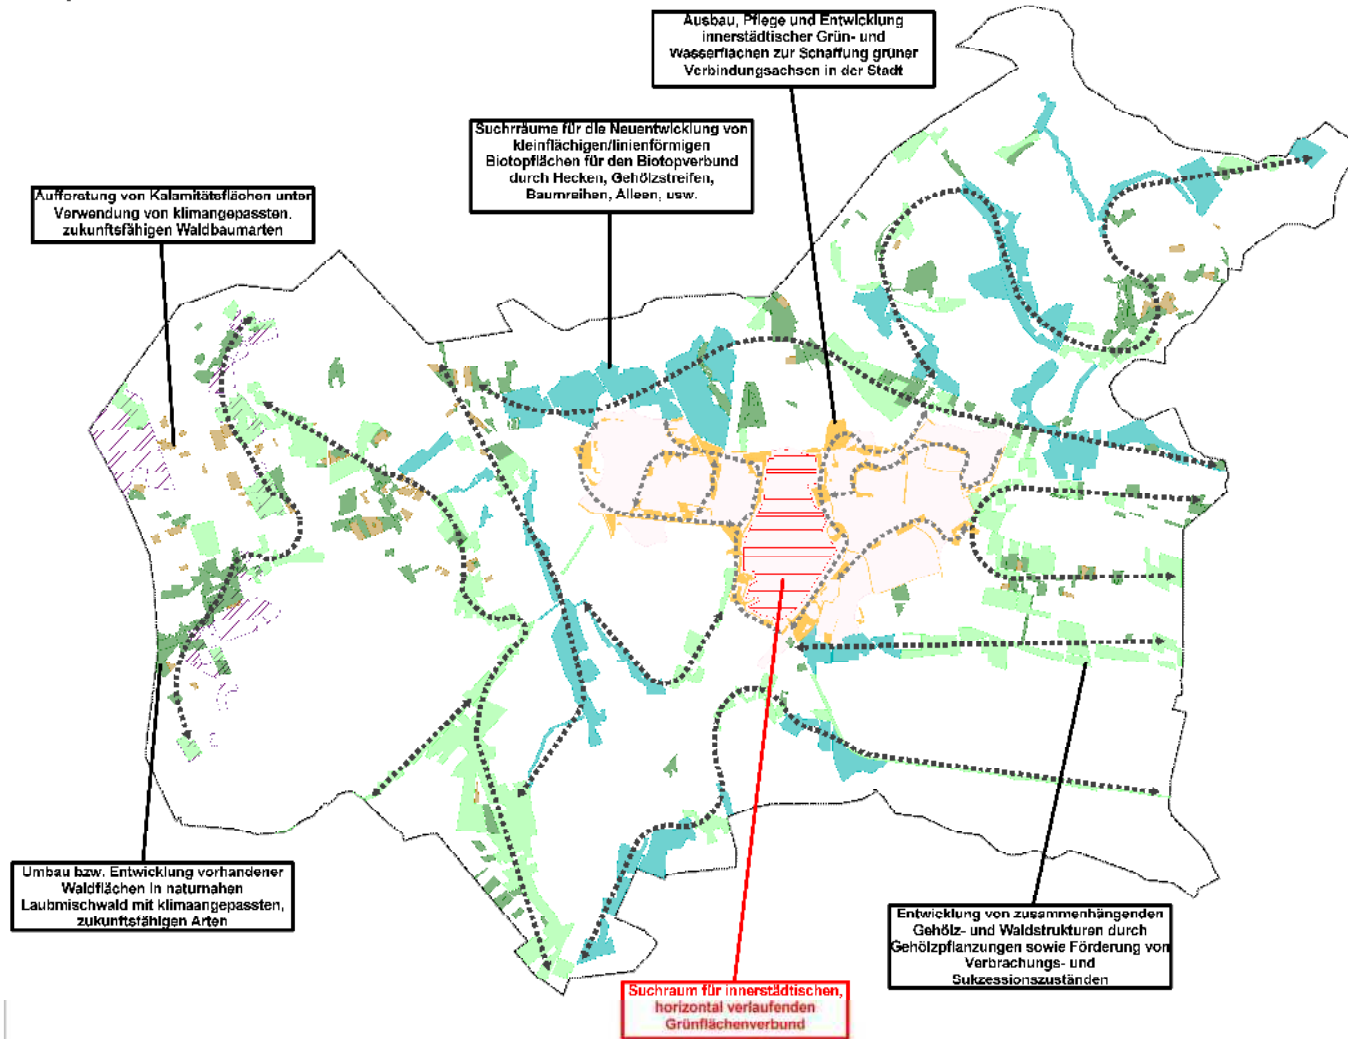 Ausbau, Pflege und Entwicklung
innerstädtischer Grün- und
Wasserflächen zur Schaffung grüner
Verbindungsachsen in der Stadt
Suchrräume für die Neuentwicklung von
kleinflächigen/linienförmigen
Biotopflächen für den Biotopverbund
durch Hecken, Gehölzstreifen,
Baumreihen, Alleen, usw.
Aufforstung von Kalamitätsflächen unter
Verwendung von klimangepassten,
zukunftsfähigen Waldbaumarten
Umbau bzw. Entwicklung vorhandener
Waldflächen in naturnahen
Laubmischwald mit klimaangepassten,
zukunftsfähigen Arten
Entwicklung von zusammenhängenden
Gehölz- und Waldstrukturen durch
Gehölzpflanzungen sowie Förderung von
Verbrachungs- und
Sukzessionszuständen
Suchraum für innerstädtischen,
horizontal verlaufenden
Grünflächenverbund